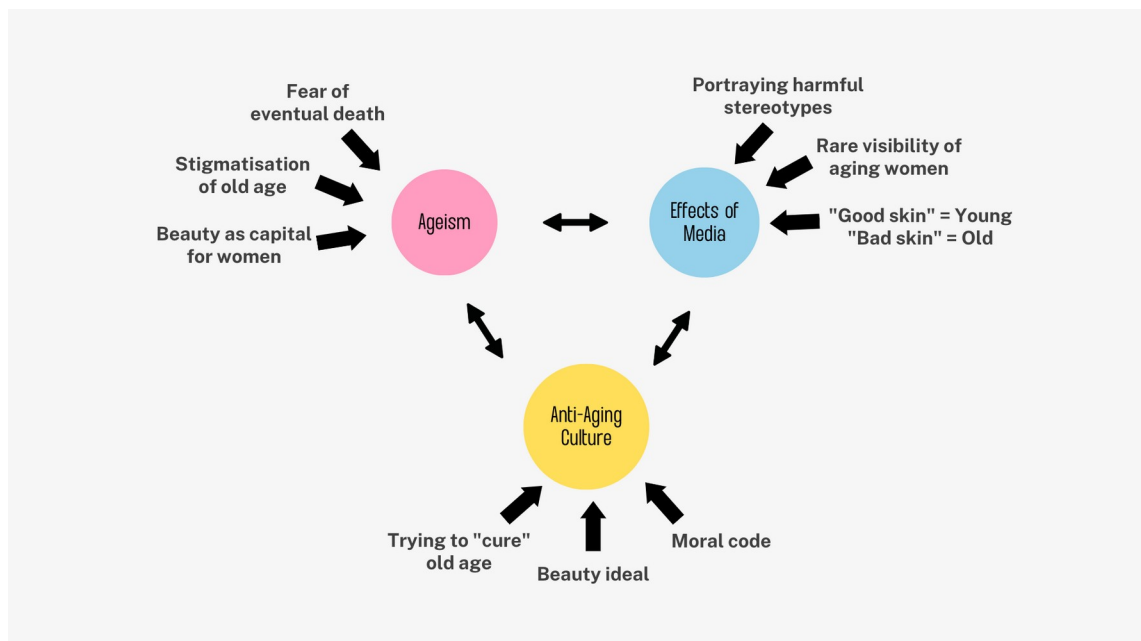 Fear of
eventual death
Stigmatisation
of old age
Beauty as capital
for women
Ageism
Portraying harmful
stereotypes
Rare visibility of
aging women
"Good skin" = Young
"Bad skin" = Old
Effects of
Media
Anti-Aging
Culture
Trying to "cure"
old age
Beauty ideal
Moral code